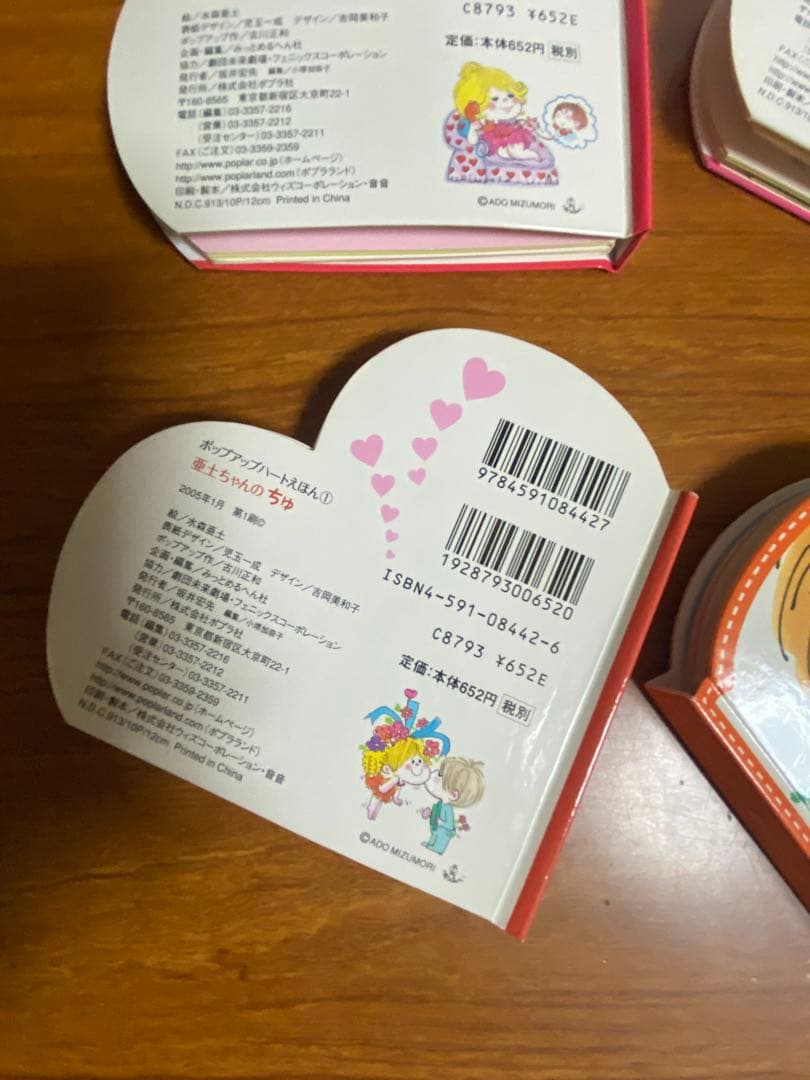 絵／水森亜土
表紙デザイン／児玉一成　デザイン／吉岡美和子
ポップアップ作／古川正和
企画・編集／みっとめるへん社
協力／劇団未来劇場・フェニックスコーポレーション
発行者／坂井宏先　編集／小塚加奈子
発行所／株式会社ポプラ社
〒160-8565　東京都新宿区大京町22-1
電話（編集）03-3357-2216
（営業）03-3357-2212
（受注センター）03-3357-2211
FAX（ご注文）03-3359-2359
http://www.poplar.co.jp（ホームページ）
http://www.poplarland.com（ポプラランド）
印刷・製本／株式会社ウィズコーポレーション・音音
N.D.C.913/10P/12cm Printed in China
C8793 ¥652E
定価：本体652円 税別
©ADO MIZUMORI
FAX（ご
http://w
http://w
印刷・製
N.D.C.913/
ポップアップハートえほん①
亜土ちゃんの ちゅ
2005年1月　第1刷©
絵／水森亜土
表紙デザイン／児玉一成　デザイン／吉岡美和子
ポップアップ作／古川正和
企画・編集／みっとめるへん社
協力／劇団未来劇場・フェニックスコーポレーション
発行者／坂井宏先　編集／小塚加奈子
発行所／株式会社ポプラ社
〒160-8565　東京都新宿区大京町22-1
電話（編集）03-3357-2216
（営業）03-3357-2212
（受注センター）03-3357-2211
FAX（ご注文）03-3359-2359
http://www.poplar.co.jp（ホームページ）
http://www.poplarland.com（ポプラランド）
印刷・製本／株式会社ウィズコーポレーション・音音
N.D.C.913/10P/12cm Printed in China
9784591084427
1928793006520
ISBN4-591-08442-6
C8793 ¥652E
定価：本体652円 税別
©ADO MIZUMORI